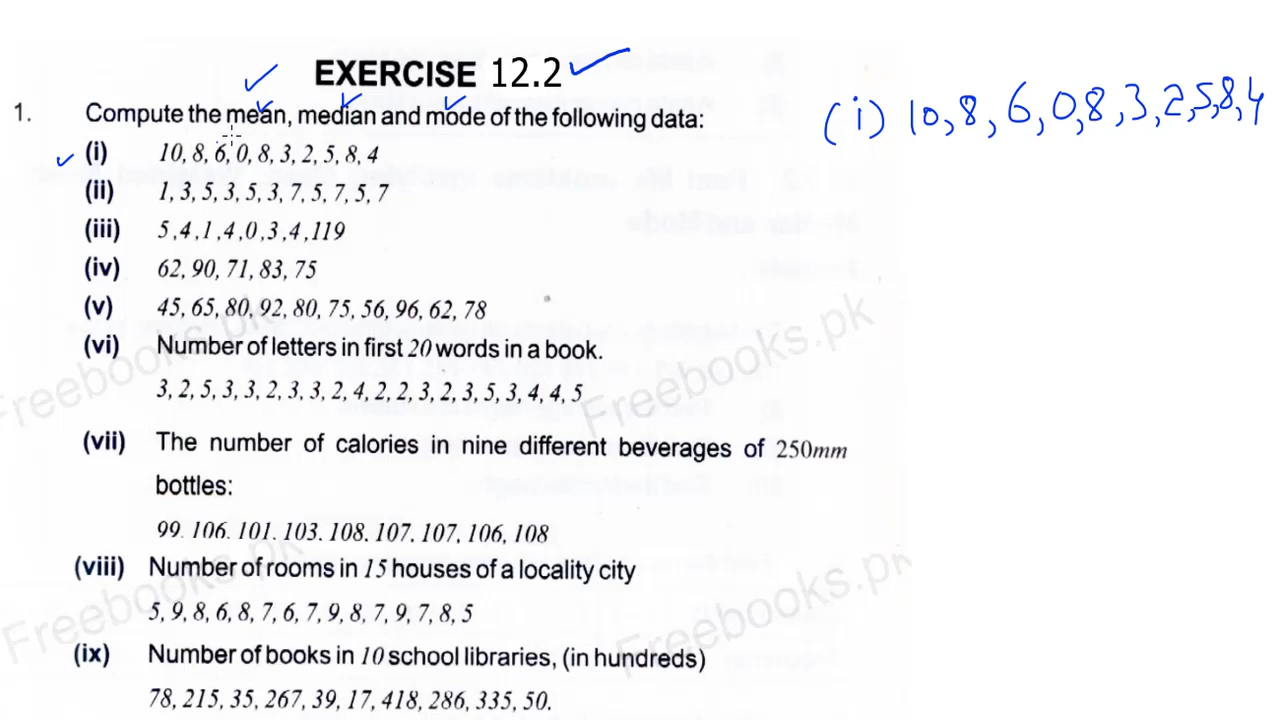 EXERCISE 12.2
1. Compute the mean, median and mode of the following data:
(i) 10, 8, 6, 0, 8, 3, 2, 5, 8, 4
(i) 10, 8, 6, 0, 8, 3, 2, 5, 8, 4
(ii) 1, 3, 5, 3, 5, 3, 7, 5, 7, 5, 7
(iii) 5, 4, 1, 4, 0, 3, 4, 119
(iv) 62, 90, 71, 83, 75
(v) 45, 65, 80, 92, 80, 75, 56, 96, 62, 78
(vi) Number of letters in first 20 words in a book.
3, 2, 5, 3, 3, 2, 3, 3, 2, 4, 2, 2, 3, 2, 3, 5, 3, 4, 4, 5
(vii) The number of calories in nine different beverages of 250mm
bottles:
99. 106. 101. 103. 108. 107. 107, 106, 108
(viii) Number of rooms in 15 houses of a locality city
5, 9, 8, 6, 8, 7, 6, 7, 9, 8, 7, 9, 7, 8, 5
(ix) Number of books in 10 school libraries, (in hundreds)
78, 215, 35, 267, 39, 17, 418, 286, 335, 50.
Freebooks.pk
Freebooks.pk
Freebooks.pk
Freebooks.pk